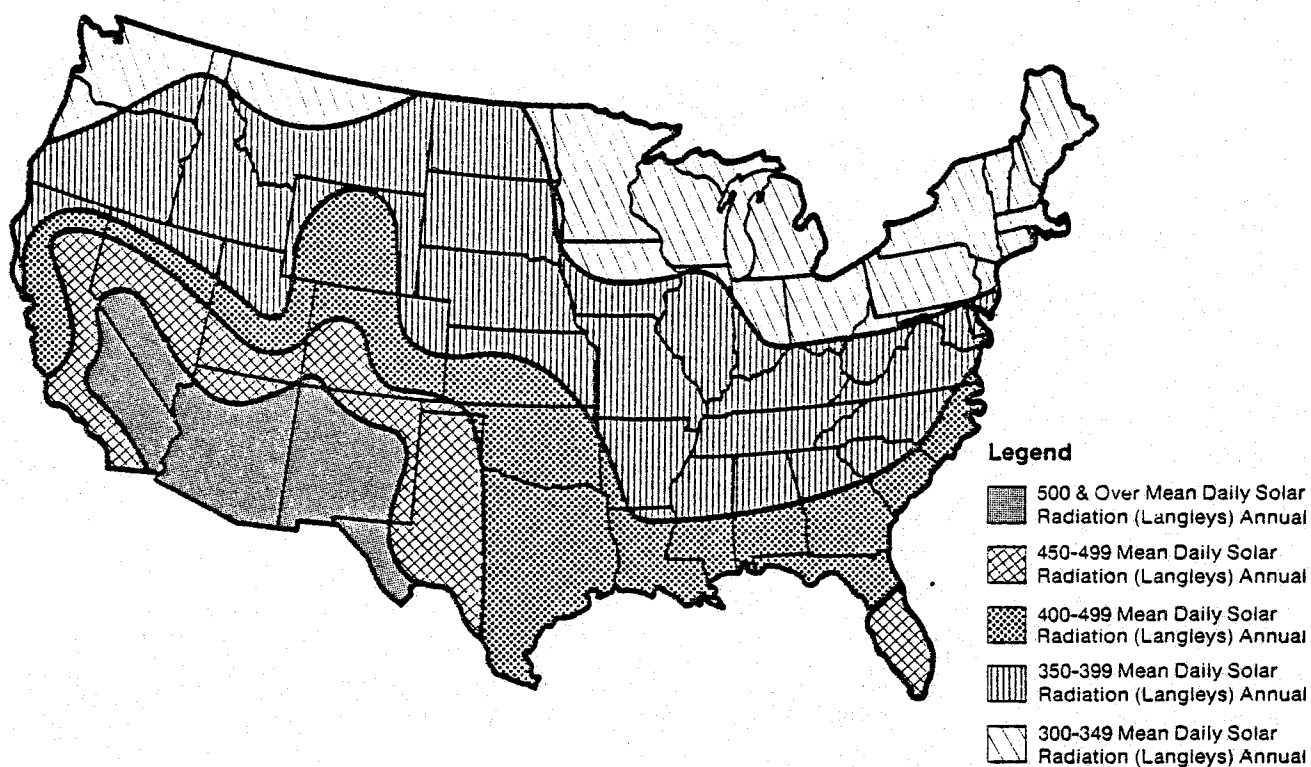 Legend
500 & Over Mean Daily Solar
Radiation (Langleys) Annual
450-499 Mean Daily Solar
Radiation (Langleys) Annual
400-499 Mean Daily Solar
Radiation (Langleys) Annual
350-399 Mean Daily Solar
Radiation (Langleys) Annual
300-349 Mean Daily Solar
Radiation (Langleys) Annual